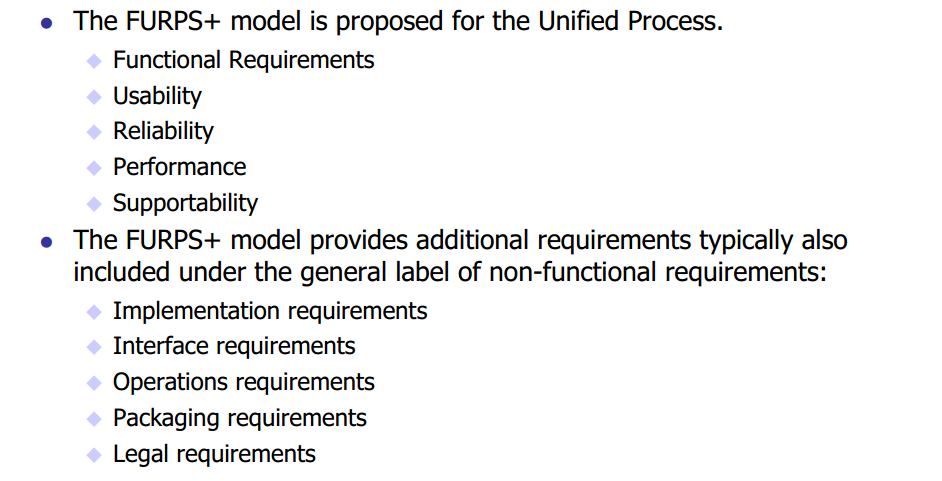 The FURPS+ model is proposed for the Unified Process.
Functional Requirements
Usability
Reliability
Performance
Supportability
The FURPS+ model provides additional requirements typically also
included under the general label of non-functional requirements:
Implementation requirements
Interface requirements
Operations requirements
Packaging requirements
Legal requirements